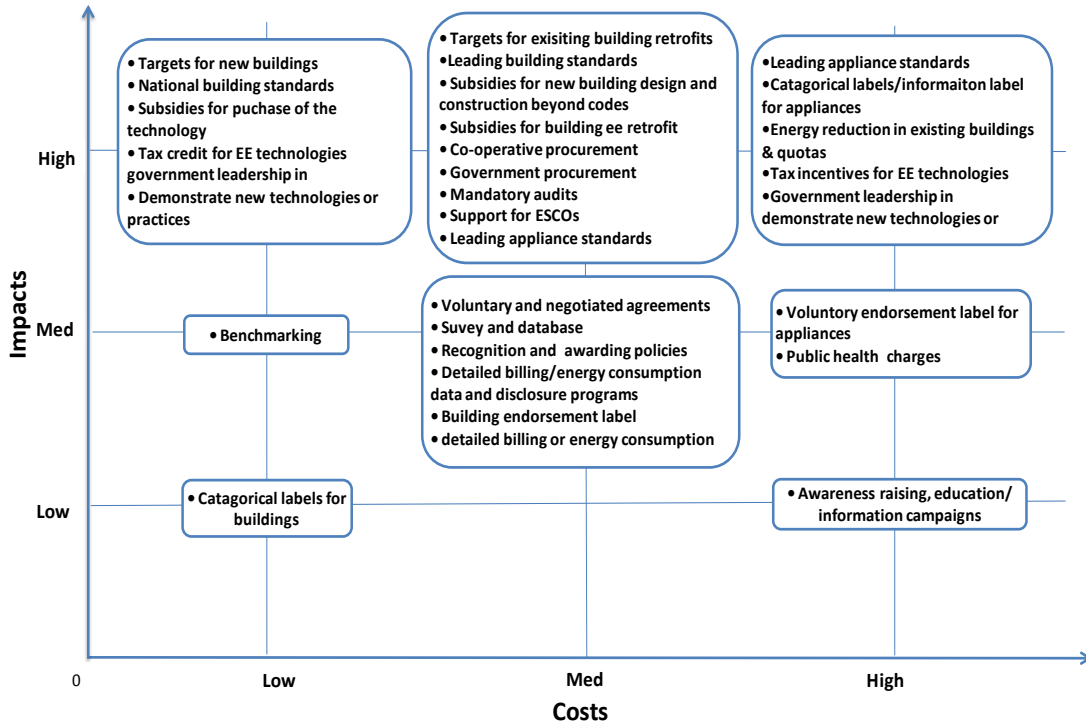 Impacts
High
• Targets for new buildings
• National building standards
• Subsidies for puchase of the
technology
• Tax credit for EE technologies
government leadership in
• Demonstrate new technologies or
practices
• Targets for exisiting building retrofits
• Leading building standards
• Subsidies for new building design and
construction beyond codes
• Subsidies for building ee retrofit
• Co-operative procurement
• Government procurement
• Mandatory audits
• Support for ESCOs
• Leading appliance standards
•Leading appliance standards
•Catagorical labels/informaiton label
for appliances
•Energy reduction in existing buildings
& quotas
•Tax incentives for EE technologies
•Government leadership in
demonstrate new technologies or
Med
• Benchmarking
• Voluntary and negotiated agreements
• Suvey and database
• Recognition and awarding policies
• Detailed billing/energy consumption
data and disclosure programs
• Building endorsement label
• detailed billing or energy consumption
• Voluntory endorsement label for
appliances
• Public health charges
Low
• Catagorical labels for
buildings
• Awareness raising, education/
information campaigns
0
Low
Med
High
Costs